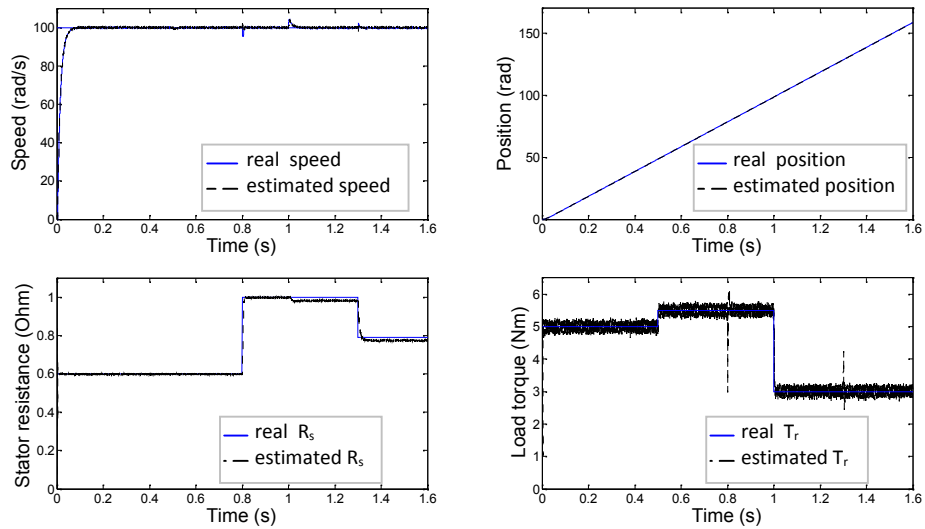 100
80
60
40
20
0
Speed (rad/s)
real speed
estimated speed
0 0.2 0.4 0.6 0.8 1 1.2 1.4 1.6
Time (s)
150
100
50
0
Position (rad)
real position
estimated position
0 0.2 0.4 0.6 0.8 1 1.2 1.4 1.6
Time (s)
1
0.8
0.6
0.4
0.2
0
Stator resistance (Ohm)
real Rs
estimated Rs
0 0.2 0.4 0.6 0.8 1 1.2 1.4 1.6
Time (s)
6
5
4
3
2
1
0
Load torque (Nm)
real Tr
estimated Tr
0 0.2 0.4 0.6 0.8 1 1.2 1.4 1.6
Time (s)